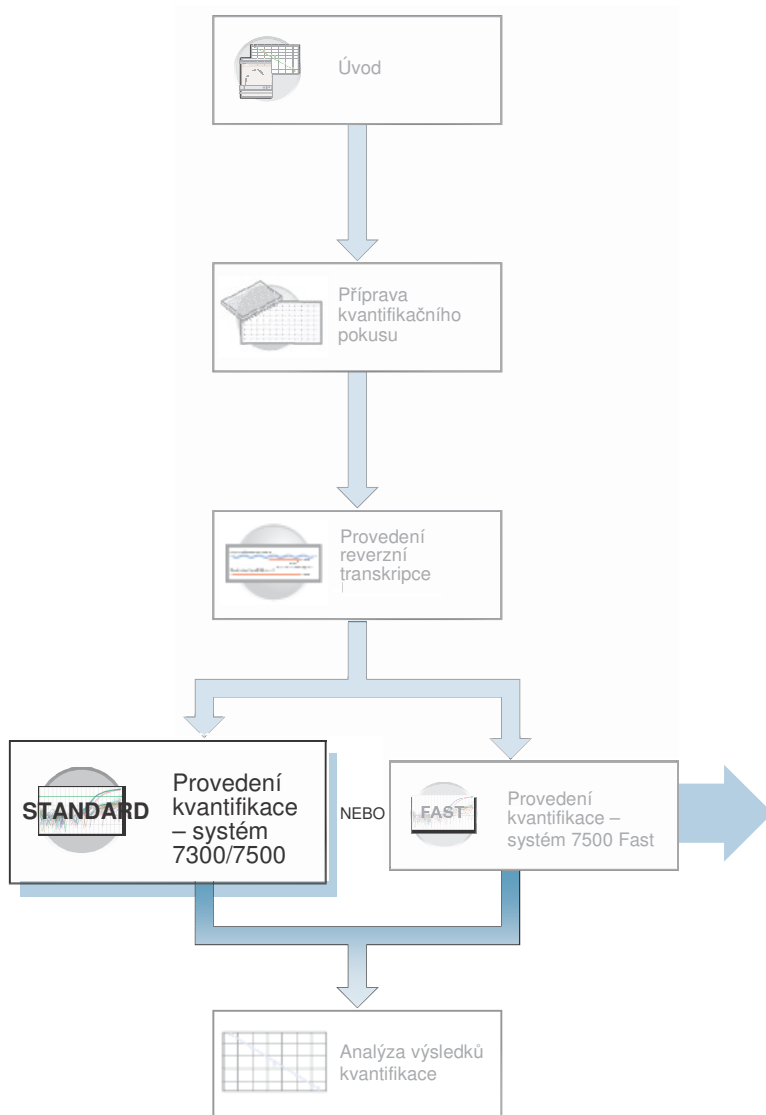 Úvod
Příprava
kvantifikačního
pokusu
Provedení
reverzní
transkripce
STANDARD
Provedení
kvantifikace
– systém
7300/7500
NEBO
FAST
Provedení
kvantifikace –
systém 7500 Fast
Analýza výsledků
kvantifikace